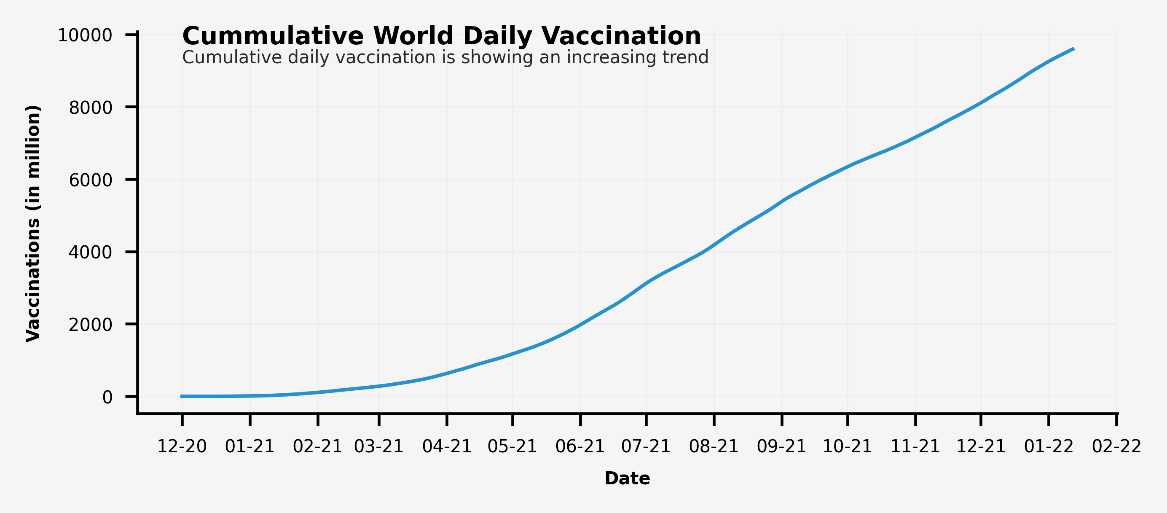 Cummulative World Daily Vaccination
Cumulative daily vaccination is showing an increasing trend
Vaccinations (in million)
10000
8000
6000
4000
2000
0
12-20 01-21 02-21 03-21 04-21 05-21 06-21 07-21 08-21 09-21 10-21 11-21 12-21 01-22 02-22
Date